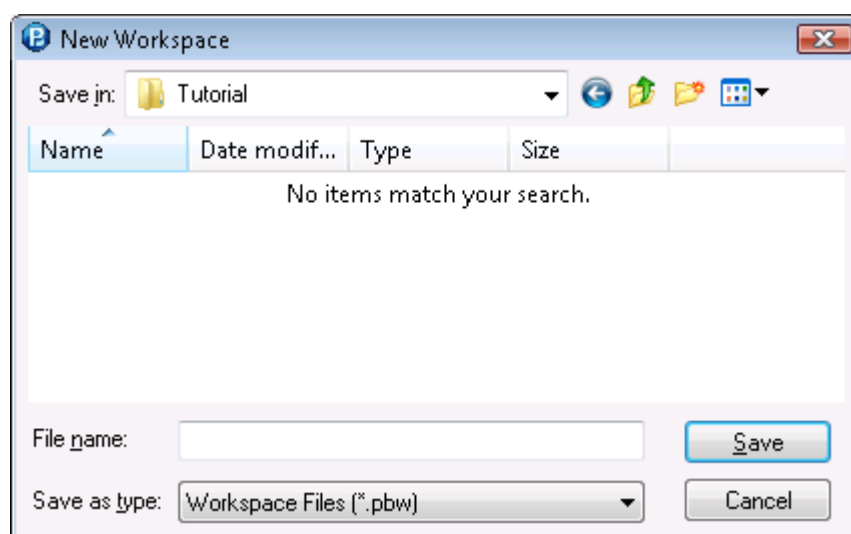 New Workspace
Save in: Tutorial
Name Date modif... Type Size
No items match your search.
File name: Save
Save as type: Workspace Files (*.pbw) Cancel